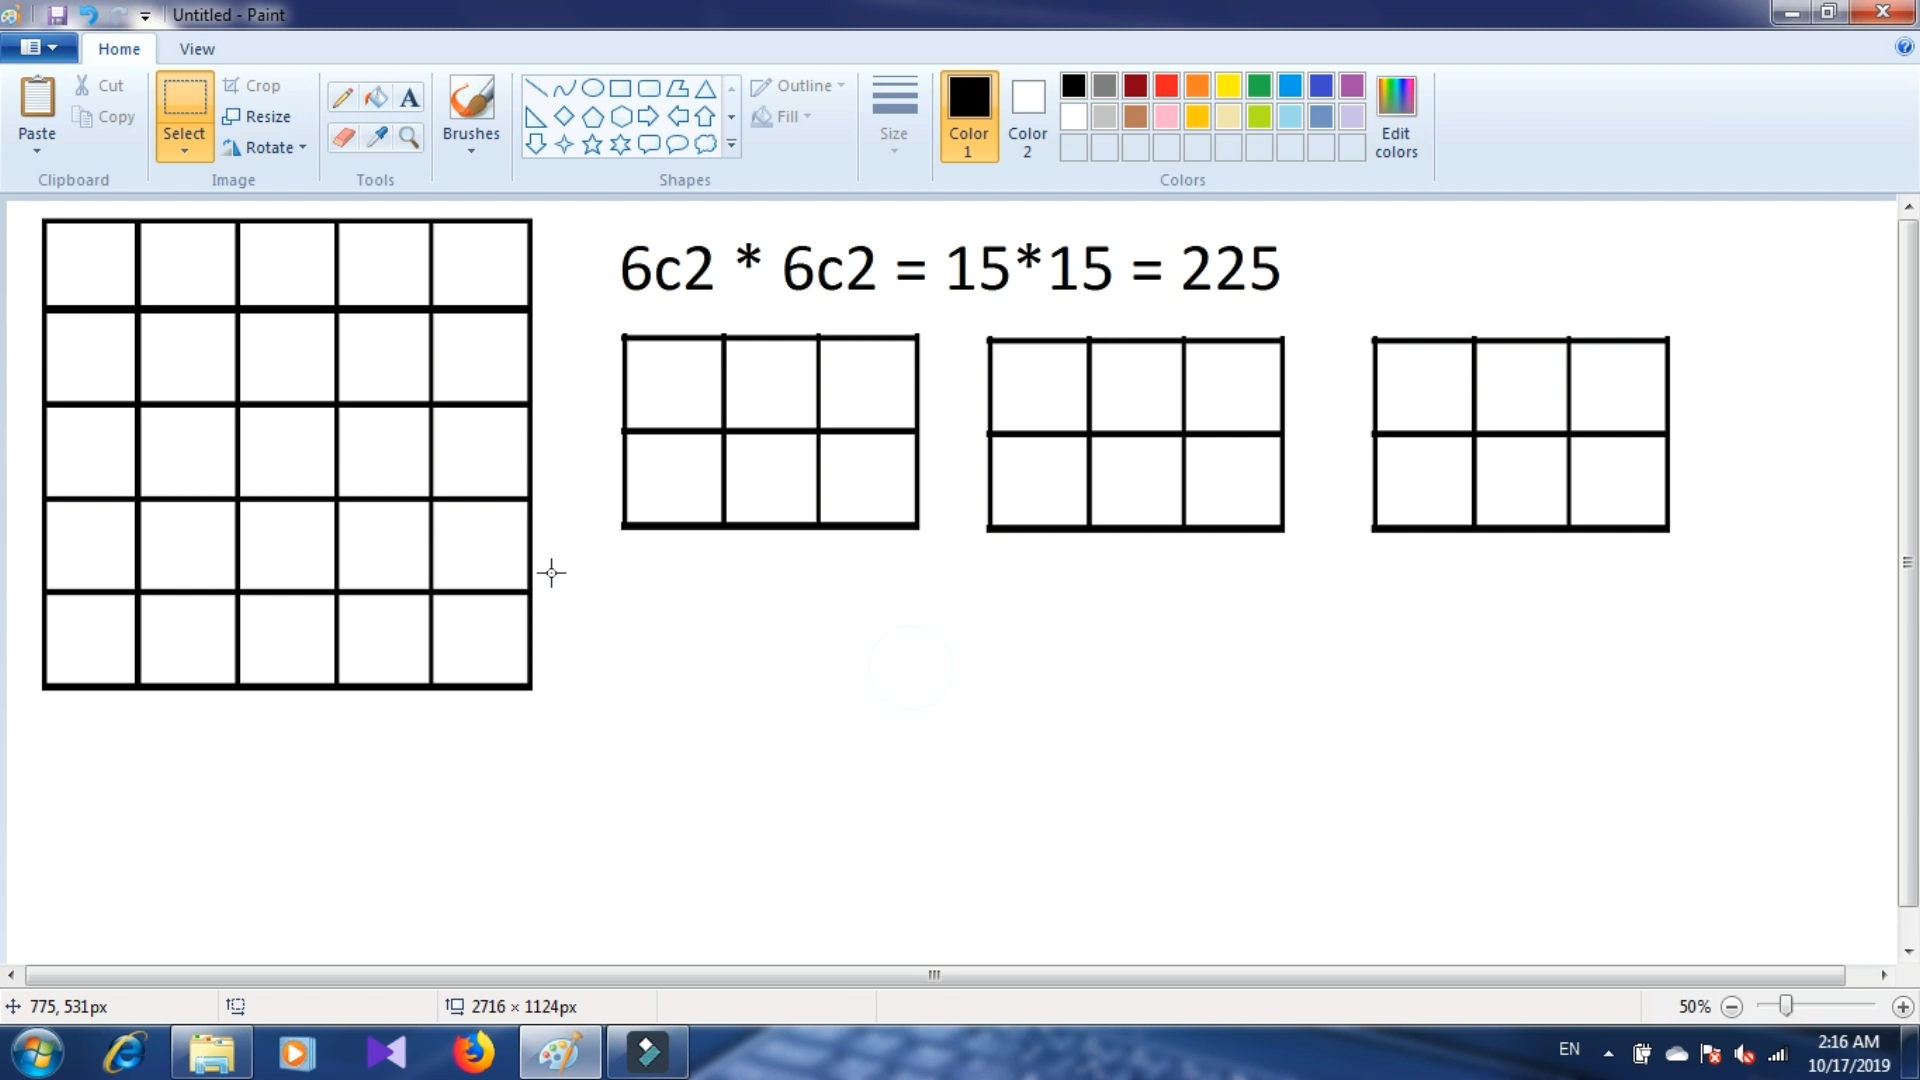 Untitled - Paint
Home View
Paste
Cut
Copy
Clipboard
Select
Crop
Resize
Rotate
Image
A
Tools
Brushes
Shapes
Outline
Fill
Size
Color 1
Color 2
Edit colors
Colors
6c2 * 6c2 = 15*15 = 225
775, 531px
2716 × 1124px
50%
EN
2:16 AM
10/17/2019